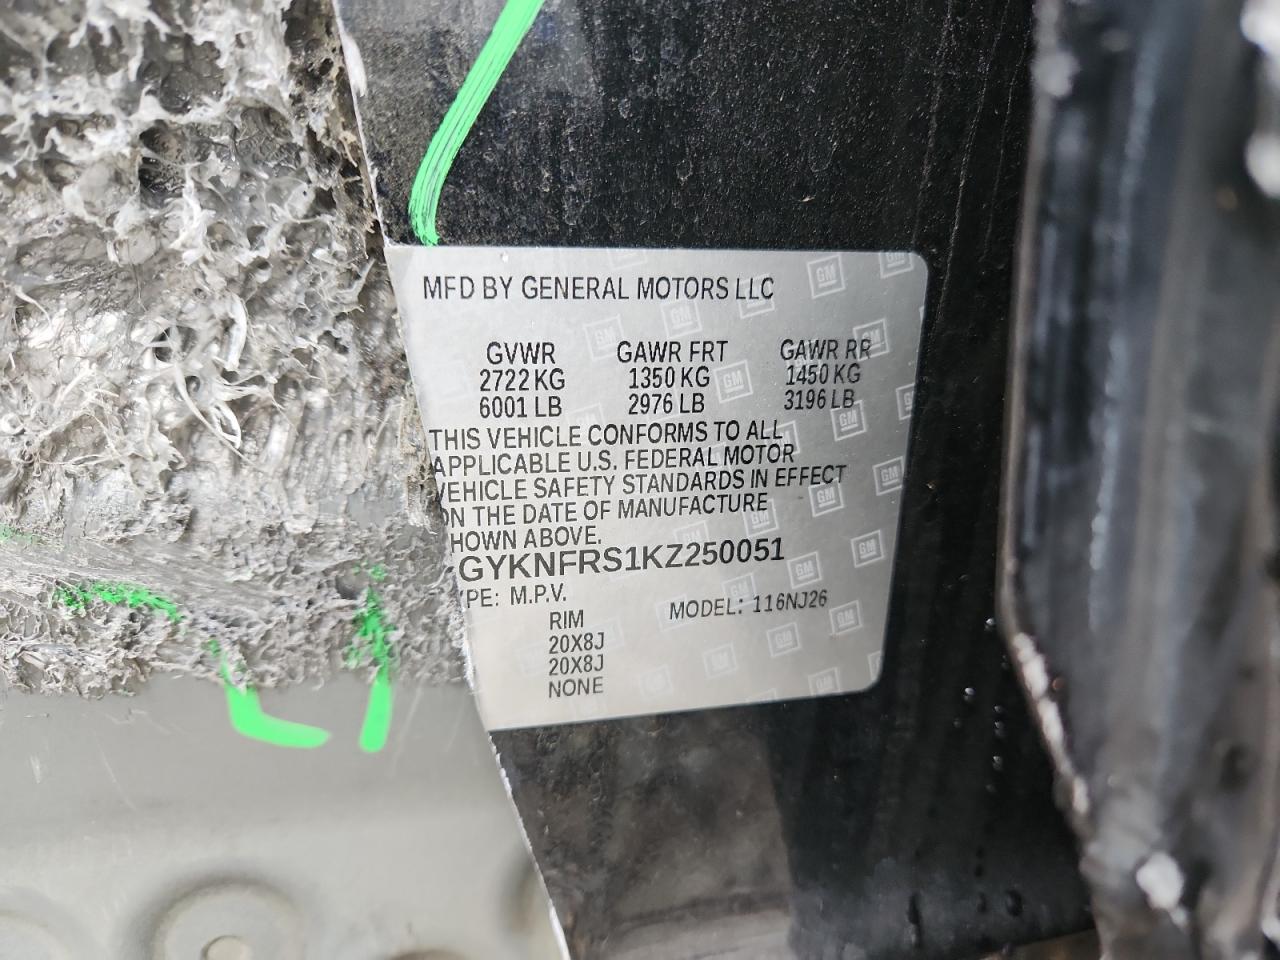 MFD BY GENERAL MOTORS LLC
GVWR GAWR FRT GAWR RR
2722 KG 1350 KG 1450 KG
6001 LB 2976 LB 3196 LB
THIS VEHICLE CONFORMS TO ALL
APPLICABLE U.S. FEDERAL MOTOR
VEHICLE SAFETY STANDARDS IN EFFECT
ON THE DATE OF MANUFACTURE
HOWN ABOVE.
GYKNFRS1KZ250051
YPE: M.P.V. MODEL: 116NJ26
RIM
20X8J
20X8J
NONE